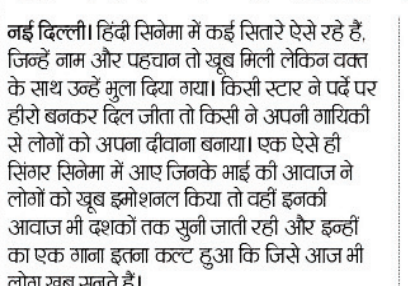 नई दिल्ली। हिंदी सिनेमा में कई सितारे ऐसे रहे हैं,
जिन्हें नाम और पहचान तो खूब मिली लेकिन वक्त
के साथ उन्हें भुला दिया गया। किसी स्टार ने पर्दे पर
हीरो बनकर दिल जीता तो किसी ने अपनी गायिकी
से लोगों को अपना दीवाना बनाया। एक ऐसे ही
सिंगर सिनेमा में आए जिनके भाई की आवाज ने
लोगों को खूब इमोशनल किया तो वहीं इनकी
आवाज भी दशकों तक सुनी जाती रही और इन्हीं
का एक गाना इतना कल्ट हुआ कि जिसे आज भी
लोग खूब सुनते हैं।